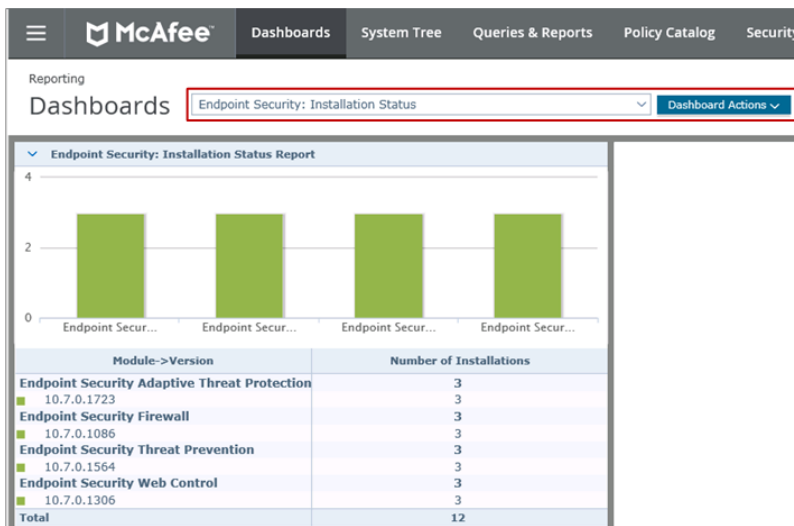 McAfee Dashboards System Tree Queries & Reports Policy Catalog Security
Reporting
Dashboards Endpoint Security: Installation Status Dashboard Actions
Endpoint Security: Installation Status Report
4
2
0
Endpoint Secur... Endpoint Secur... Endpoint Secur... Endpoint Secur...
Module->Version Number of Installations
Endpoint Security Adaptive Threat Protection 3
10.7.0.1723 3
Endpoint Security Firewall 3
10.7.0.1086 3
Endpoint Security Threat Prevention 3
10.7.0.1564 3
Endpoint Security Web Control 3
10.7.0.1306 3
Total 12